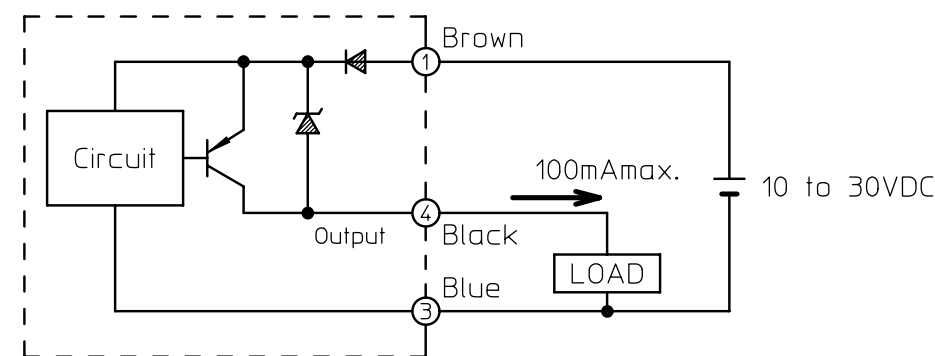 Brown
1
Circuit
100mAmax.
10 to 30VDC
4
Output
Black
LOAD
Blue
3